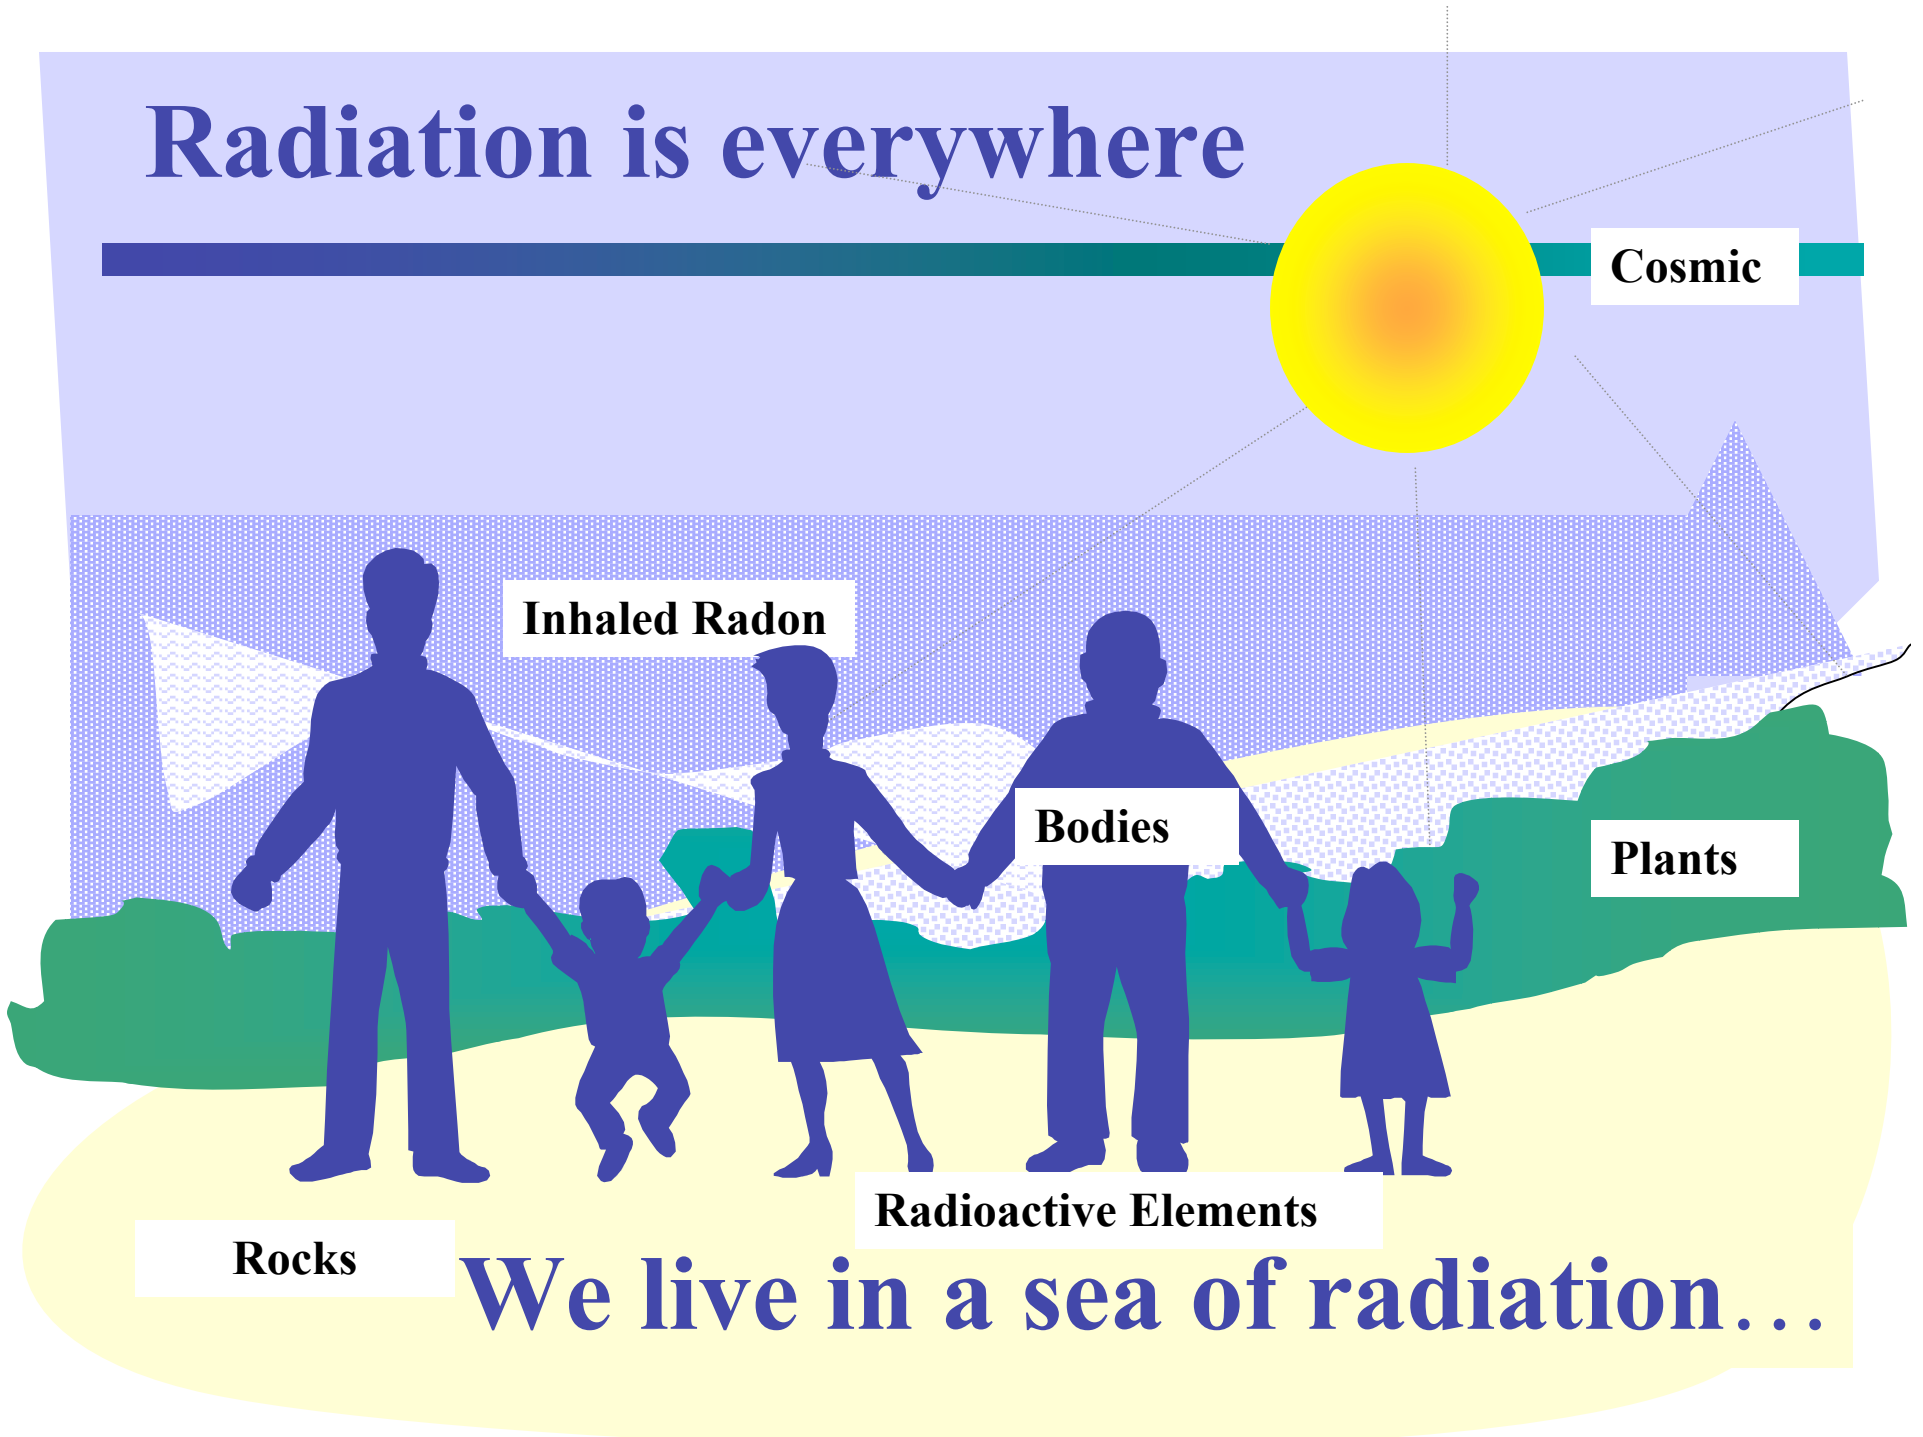 Radiation is everywhere
Cosmic
Inhaled Radon
Bodies
Plants
Radioactive Elements
Rocks
We live in a sea of radiation…